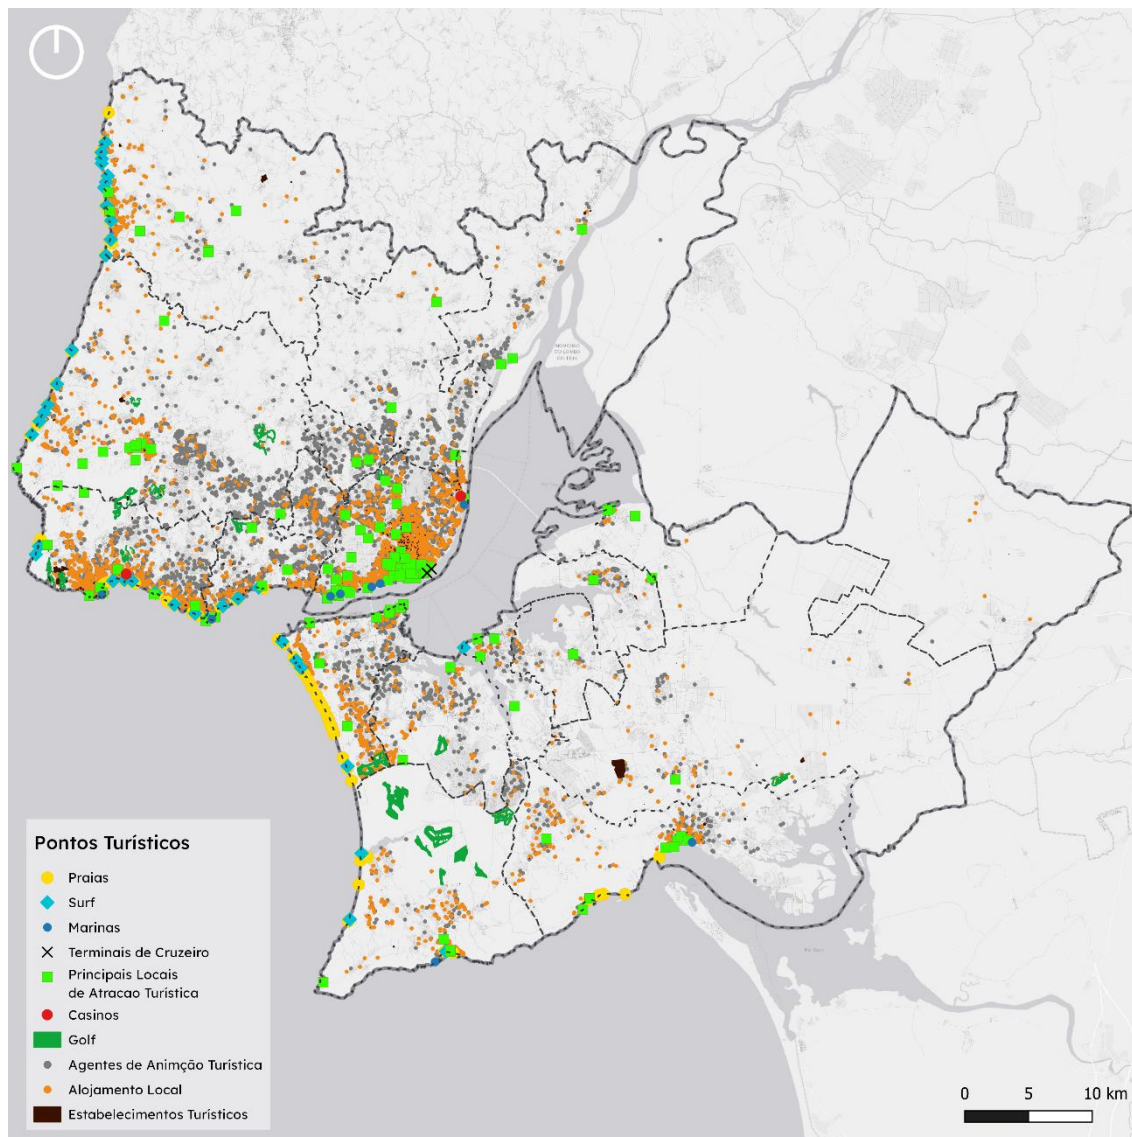 Pontos Turísticos
Praias
Surf
Marinas
Terminais de Cruzeiro
Principais Locais
de Atracao Turística
Casinos
Golf
Agentes de Animção Turística
Alojamento Local
Estabelecimentos Turísticos
0 5 10 km